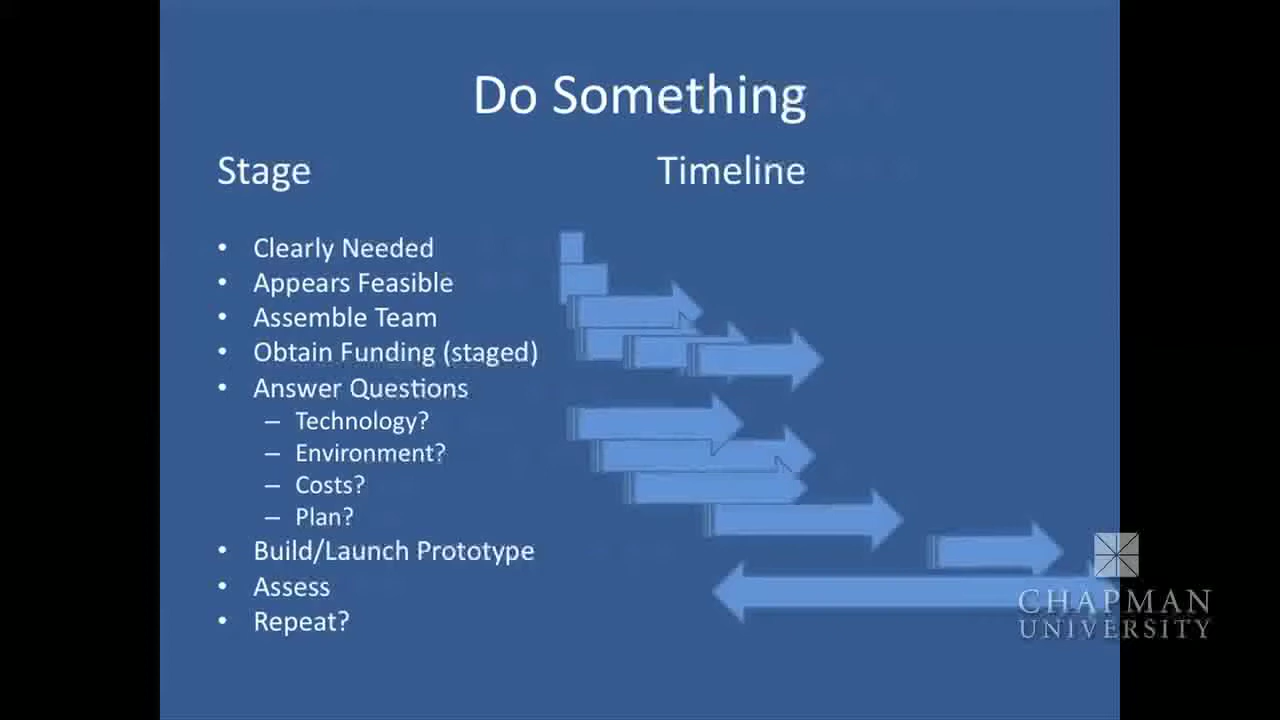 Do Something
Stage
Timeline
• Clearly Needed
• Appears Feasible
• Assemble Team
• Obtain Funding (staged)
• Answer Questions
– Technology?
– Environment?
– Costs?
– Plan?
• Build/Launch Prototype
• Assess
• Repeat?
CHAPMAN
UNIVERSITY